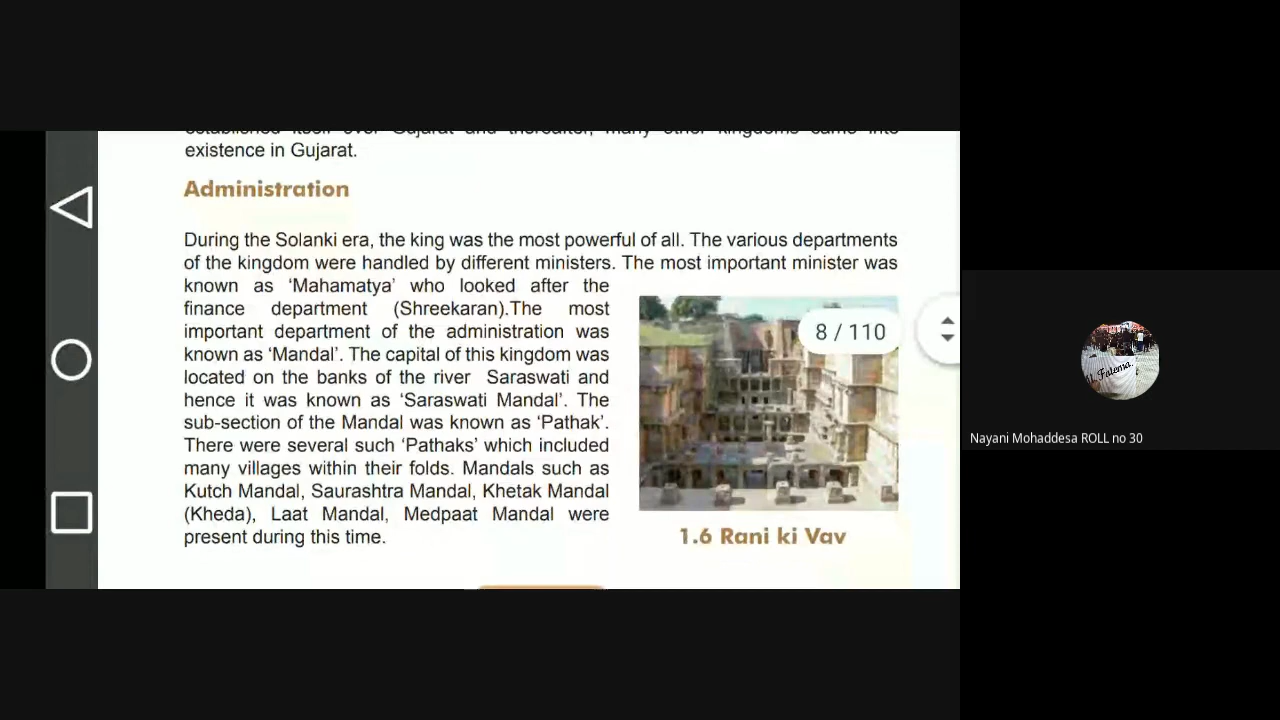 existence in Gujarat.
Administration
During the Solanki era, the king was the most powerful of all. The various departments
of the kingdom were handled by different ministers. The most important minister was
known as ‘Mahamatya’ who looked after the
finance department (Shreekaran).The most
important department of the administration was
known as ‘Mandal’. The capital of this kingdom was
located on the banks of the river Saraswati and
hence it was known as ‘Saraswati Mandal’. The
sub-section of the Mandal was known as ‘Pathak’.
There were several such ‘Pathaks’ which included
many villages within their folds. Mandals such as
Kutch Mandal, Saurashtra Mandal, Khetak Mandal
(Kheda), Laat Mandal, Medpaat Mandal were
present during this time.
8 / 110
1.6 Rani ki Vav
Nayani Mohaddesa ROLL no 30